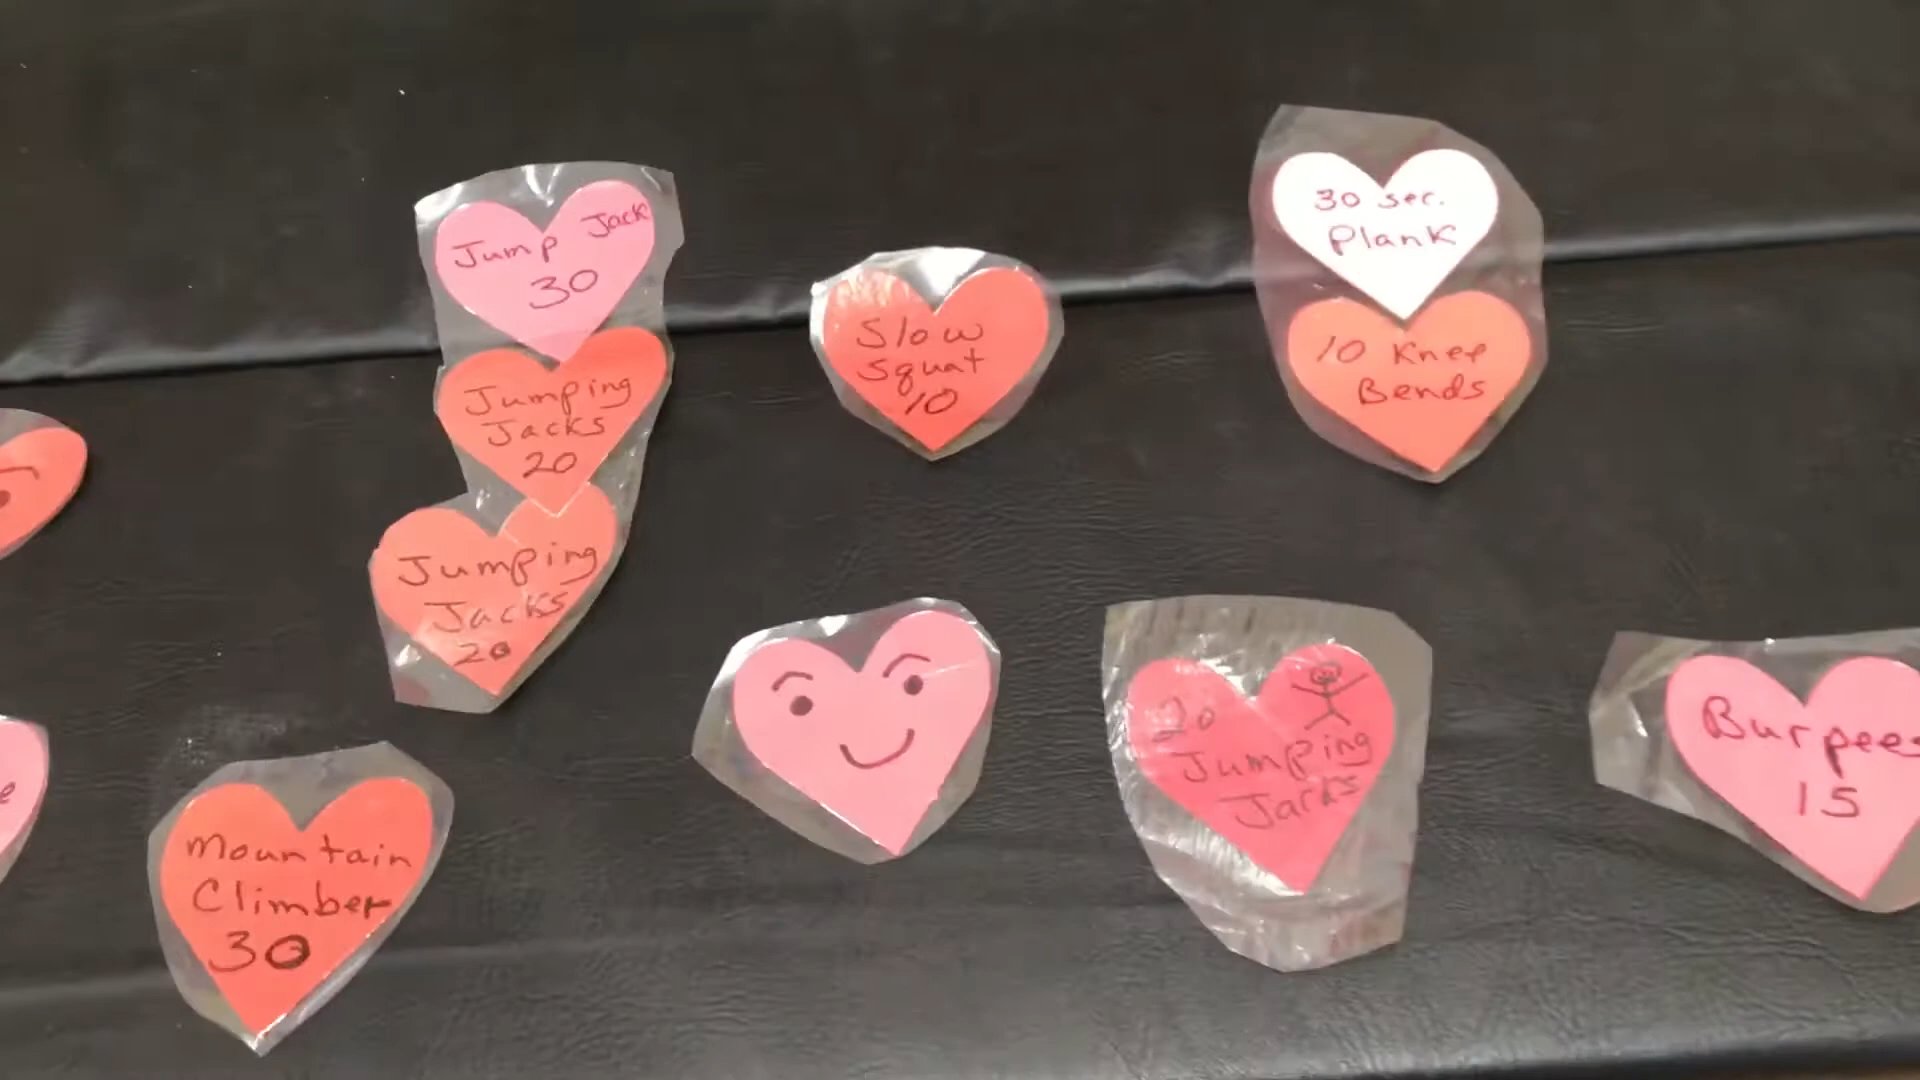 Jump Jack
30
Jumping
Jacks
20
Jumping
Jacks
20
Slow
squat
10
30 sec.
Plank
10 Knee
Bends
Mountain
Climber
30
20
Jumping
Jacks
Burpees
15